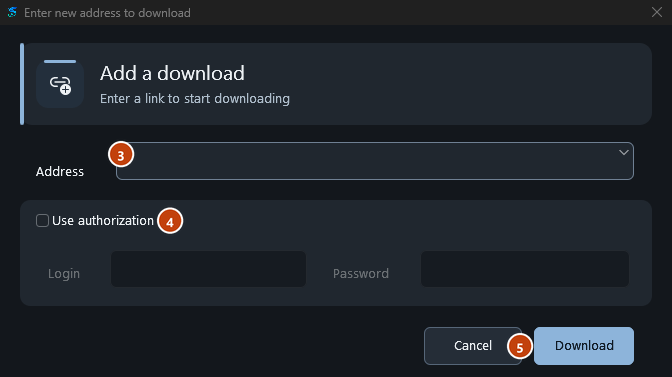 Enter new address to download
Add a download
Enter a link to start downloading
3
Address
Use authorization 4
Login Password
Cancel 5 Download